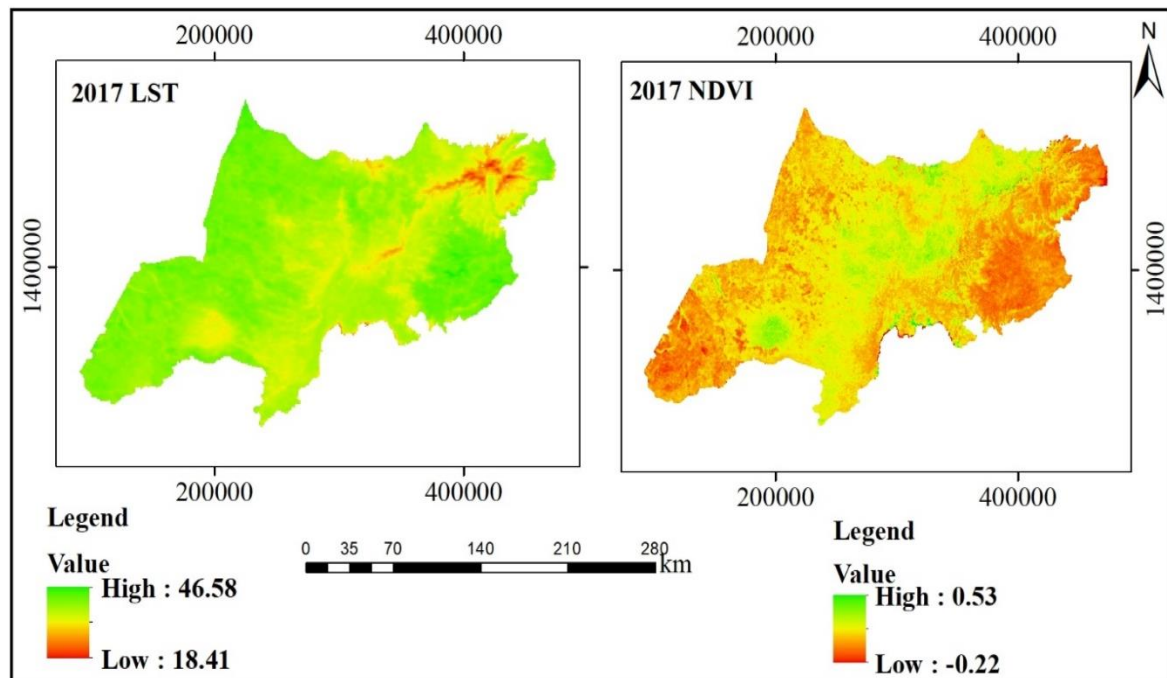 200000 400000
2017 LST
1400000
200000 400000
Legend
Value
High : 46.58
Low : 18.41
0 35 70 140 210 280
km
200000 400000
N
2017 NDVI
1400000
200000 400000
Legend
Value
High : 0.53
Low : -0.22